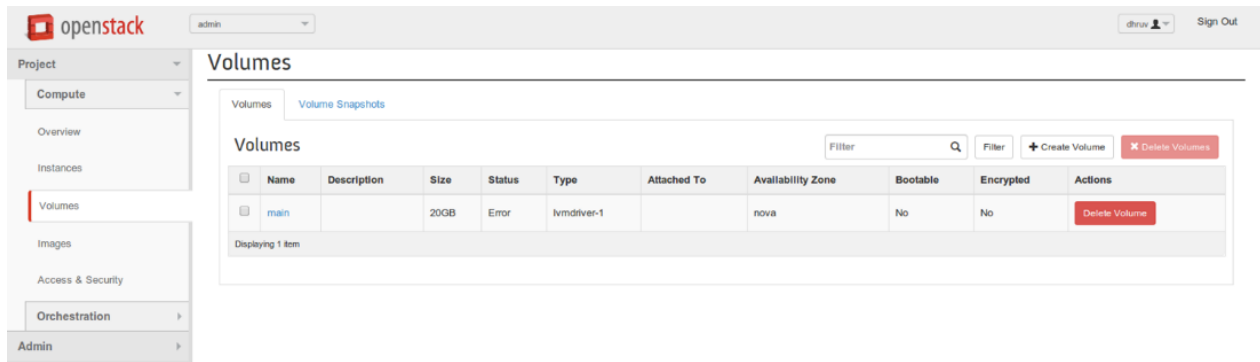 openstack admin dhruv Sign Out
Project
Compute
Overview
Instances
Volumes
Images
Access & Security
Orchestration
Admin
Volumes
Volumes Volume Snapshots
Volumes Filter Filter Create Volume Delete Volumes
Name Description Size Status Type Attached To Availability Zone Bootable Encrypted Actions
main 20GB Error lvmdriver-1 nova No No Delete Volume
Displaying 1 item